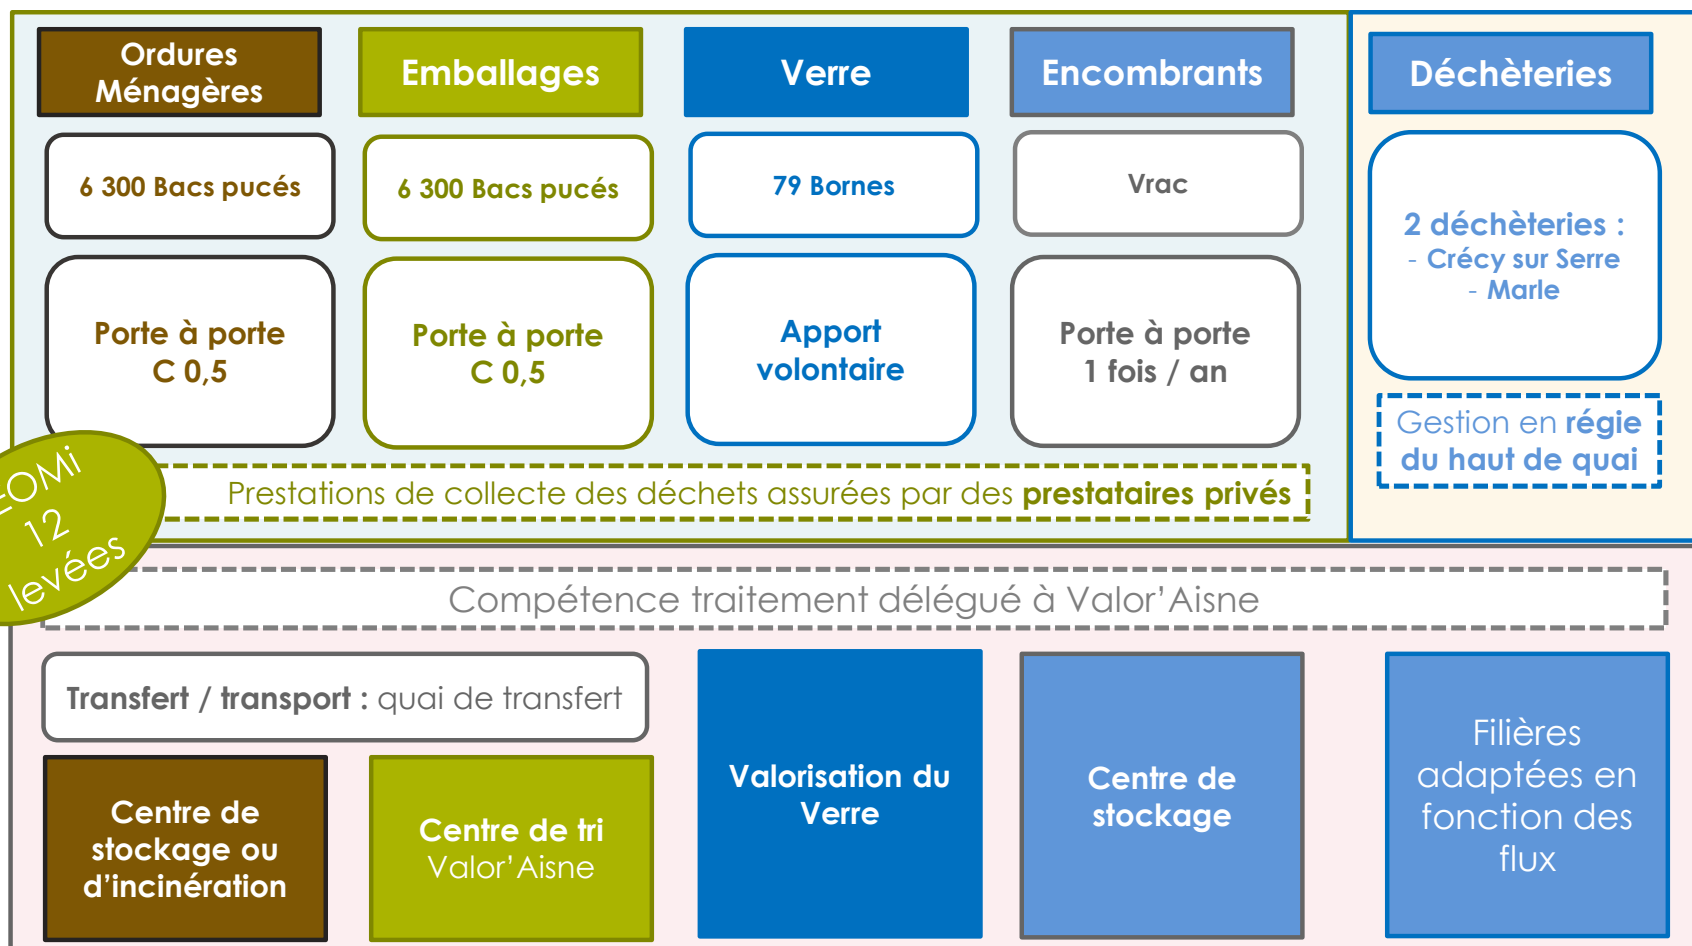 Ordures
Ménagères
Emballages
Verre
Encombrants
Déchèteries
6 300 Bacs pucés
6 300 Bacs pucés
79 Bornes
Vrac
2 déchèteries :
- Crécy sur Serre
- Marle
Porte à porte
C 0,5
Porte à porte
C 0,5
Apport
volontaire
Porte à porte
1 fois / an
Gestion en régie
du haut de quai
Prestations de collecte des déchets assurées par des prestataires privés
12
levées
Compétence traitement délégué à Valor'Aisne
Transfert / transport : quai de transfert
Centre de
stockage ou
d'incinération
Centre de tri
Valor'Aisne
Valorisation du
Verre
Centre de
stockage
Filières
adaptées en
fonction des
flux